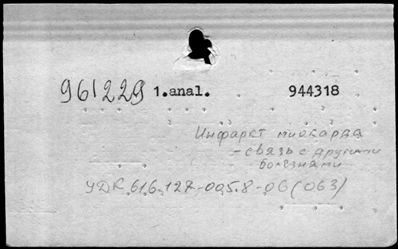 961229 1.anal. 944318
Инфаркт миокарда
- связь с другими
болезнями
УДК 616.127-005.8-06(063)